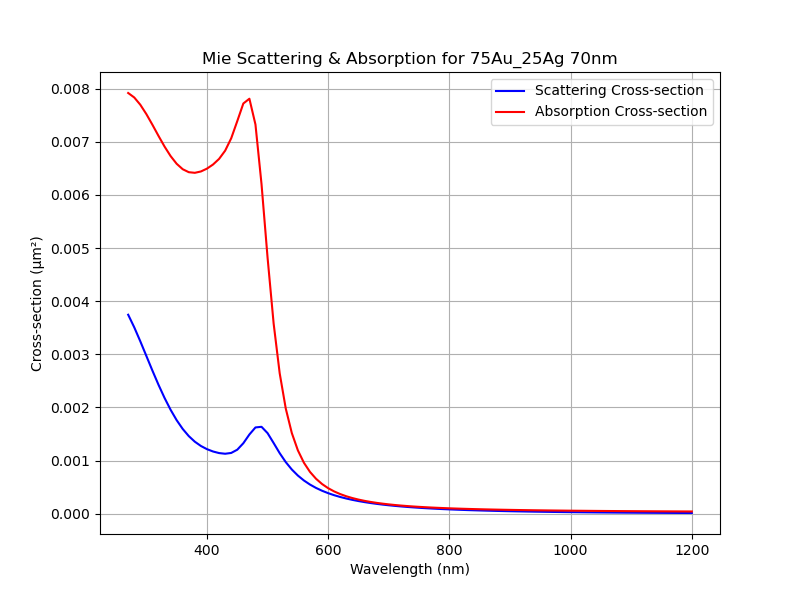 Mie Scattering & Absorption for 75Au_25Ag 70nm
Scattering Cross-section
Absorption Cross-section
0.008
0.007
0.006
0.005
0.004
0.003
0.002
0.001
0.000
Cross-section (μm²)
400 600 800 1000 1200
Wavelength (nm)